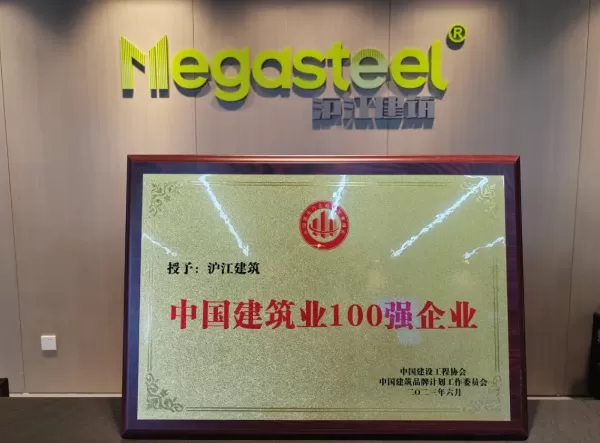 Megasteel®
沪江建筑
授予：沪江建筑
中国建筑业100强企业
中国建设工程协会
中国建筑品牌计划工作委员会
二〇二三年六月